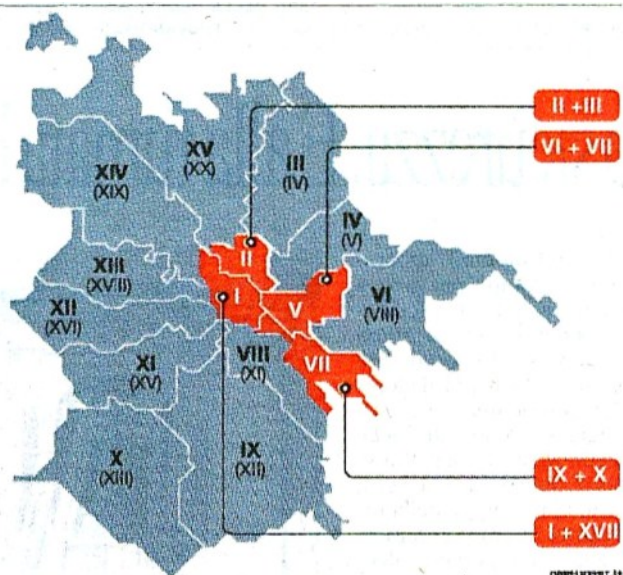 II + III
VI + VII
XV
(XX)
III
(IV)
XIV
(XIX)
IV
(V)
II
XIII
(XVIII)
I
V
VI
(VIII)
XII
(XVI)
VIII
(XI)
VII
XI
(XV)
IX
(XII)
X
(XIII)
IX + X
I + XVII